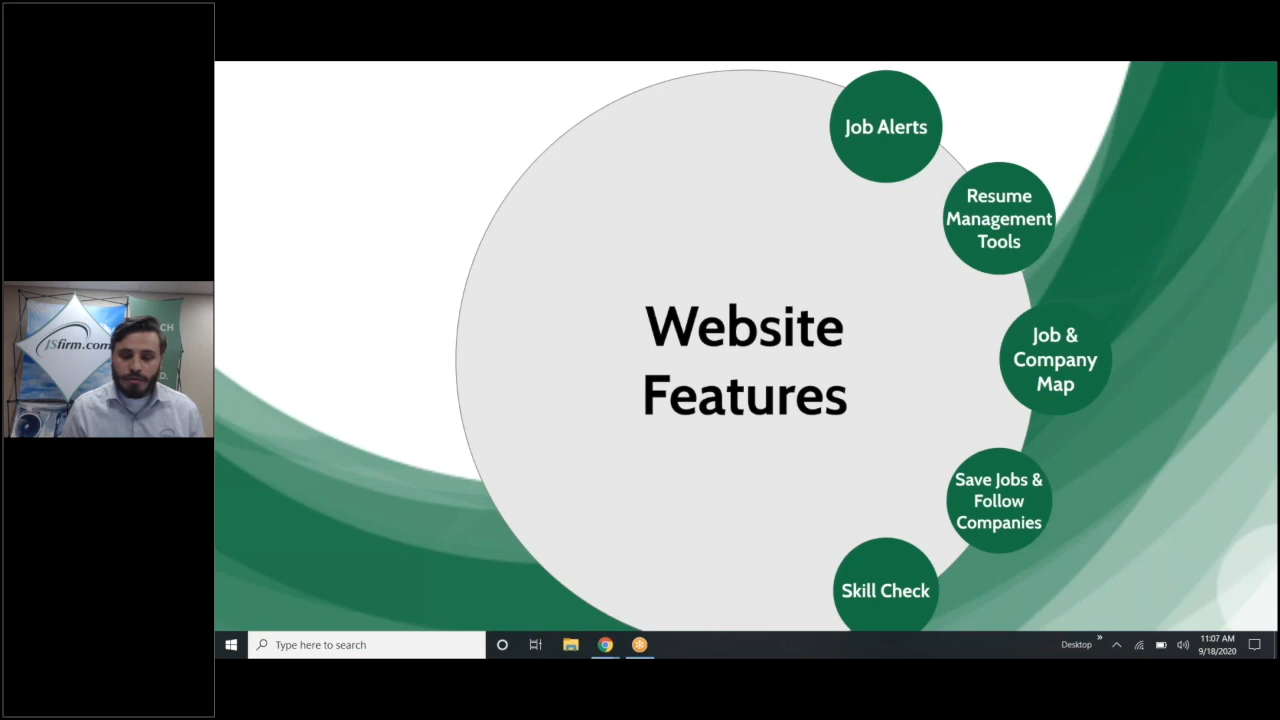 JSfirm.com
CH
D.
Website
Features
Job Alerts
Resume
Management
Tools
Job &
Company
Map
Save Jobs &
Follow
Companies
Skill Check
Type here to search
Desktop
11:07 AM
9/18/2020